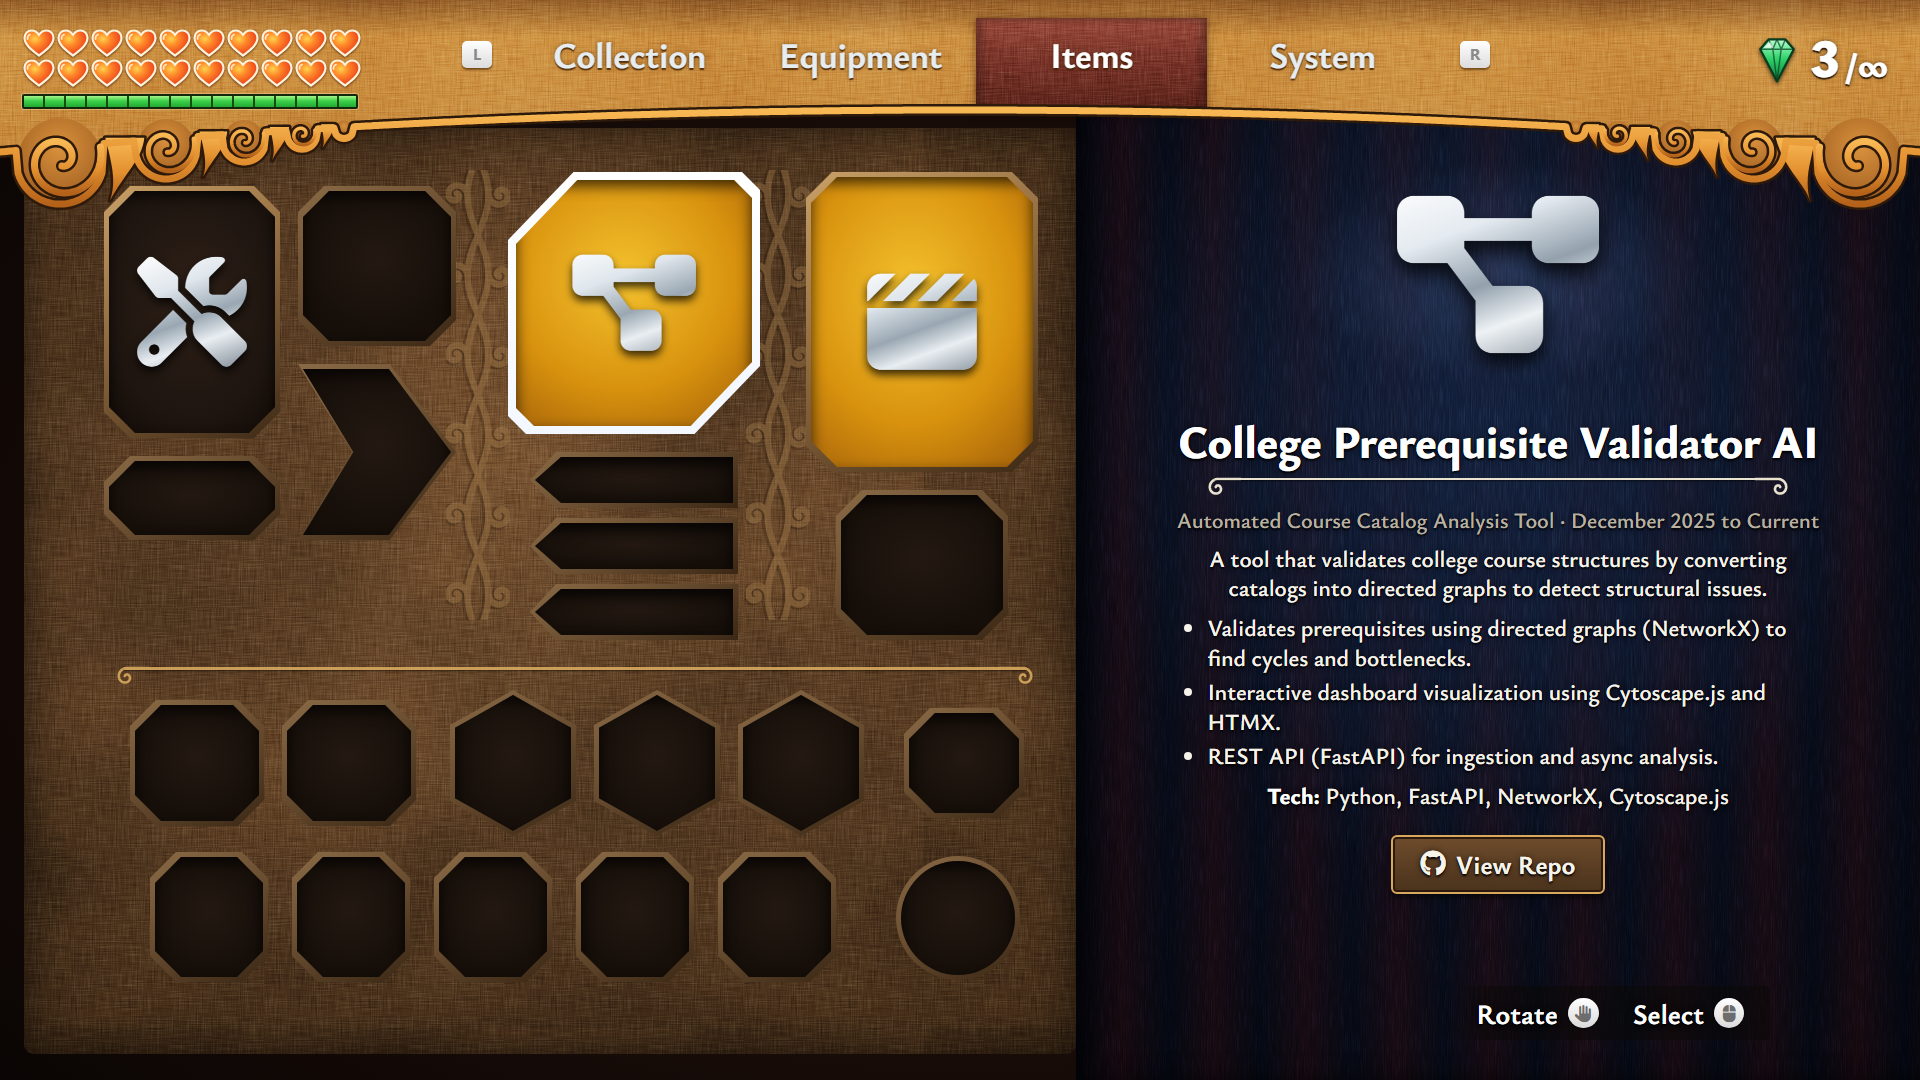 L
Collection
Equipment
Items
System
R
3/∞
College Prerequisite Validator AI
Automated Course Catalog Analysis Tool · December 2025 to Current
A tool that validates college course structures by converting
catalogs into directed graphs to detect structural issues.
• Validates prerequisites using directed graphs (NetworkX) to
find cycles and bottlenecks.
• Interactive dashboard visualization using Cytoscape.js and
HTMX.
• REST API (FastAPI) for ingestion and async analysis.
Tech: Python, FastAPI, NetworkX, Cytoscape.js
View Repo
Rotate
Select